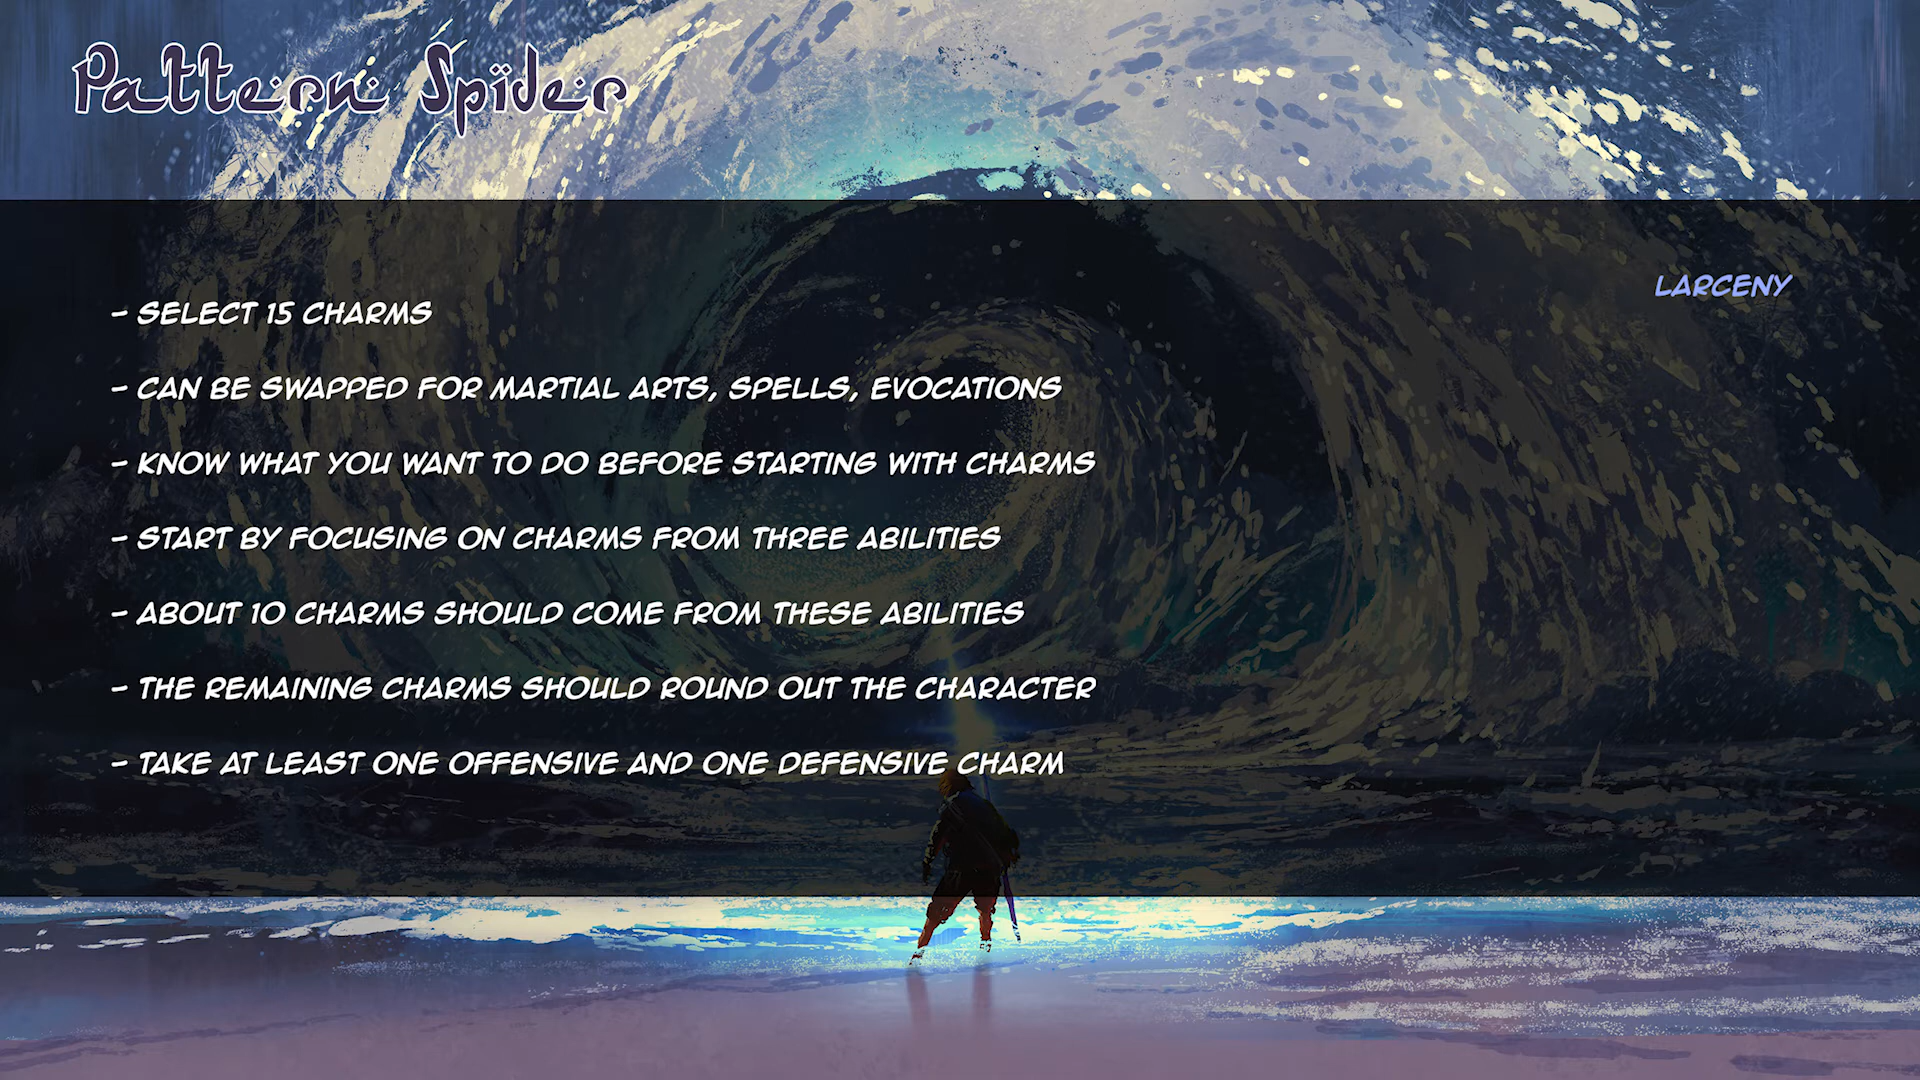 Pattern Spïder
LARCENY
- SELECT 15 CHARMS
- CAN BE SWAPPED FOR MARTIAL ARTS, SPELLS, EVOCATIONS
- KNOW WHAT YOU WANT TO DO BEFORE STARTING WITH CHARMS
- START BY FOCUSING ON CHARMS FROM THREE ABILITIES
- ABOUT 10 CHARMS SHOULD COME FROM THESE ABILITIES
- THE REMAINING CHARMS SHOULD ROUND OUT THE CHARACTER
- TAKE AT LEAST ONE OFFENSIVE AND ONE DEFENSIVE CHARM